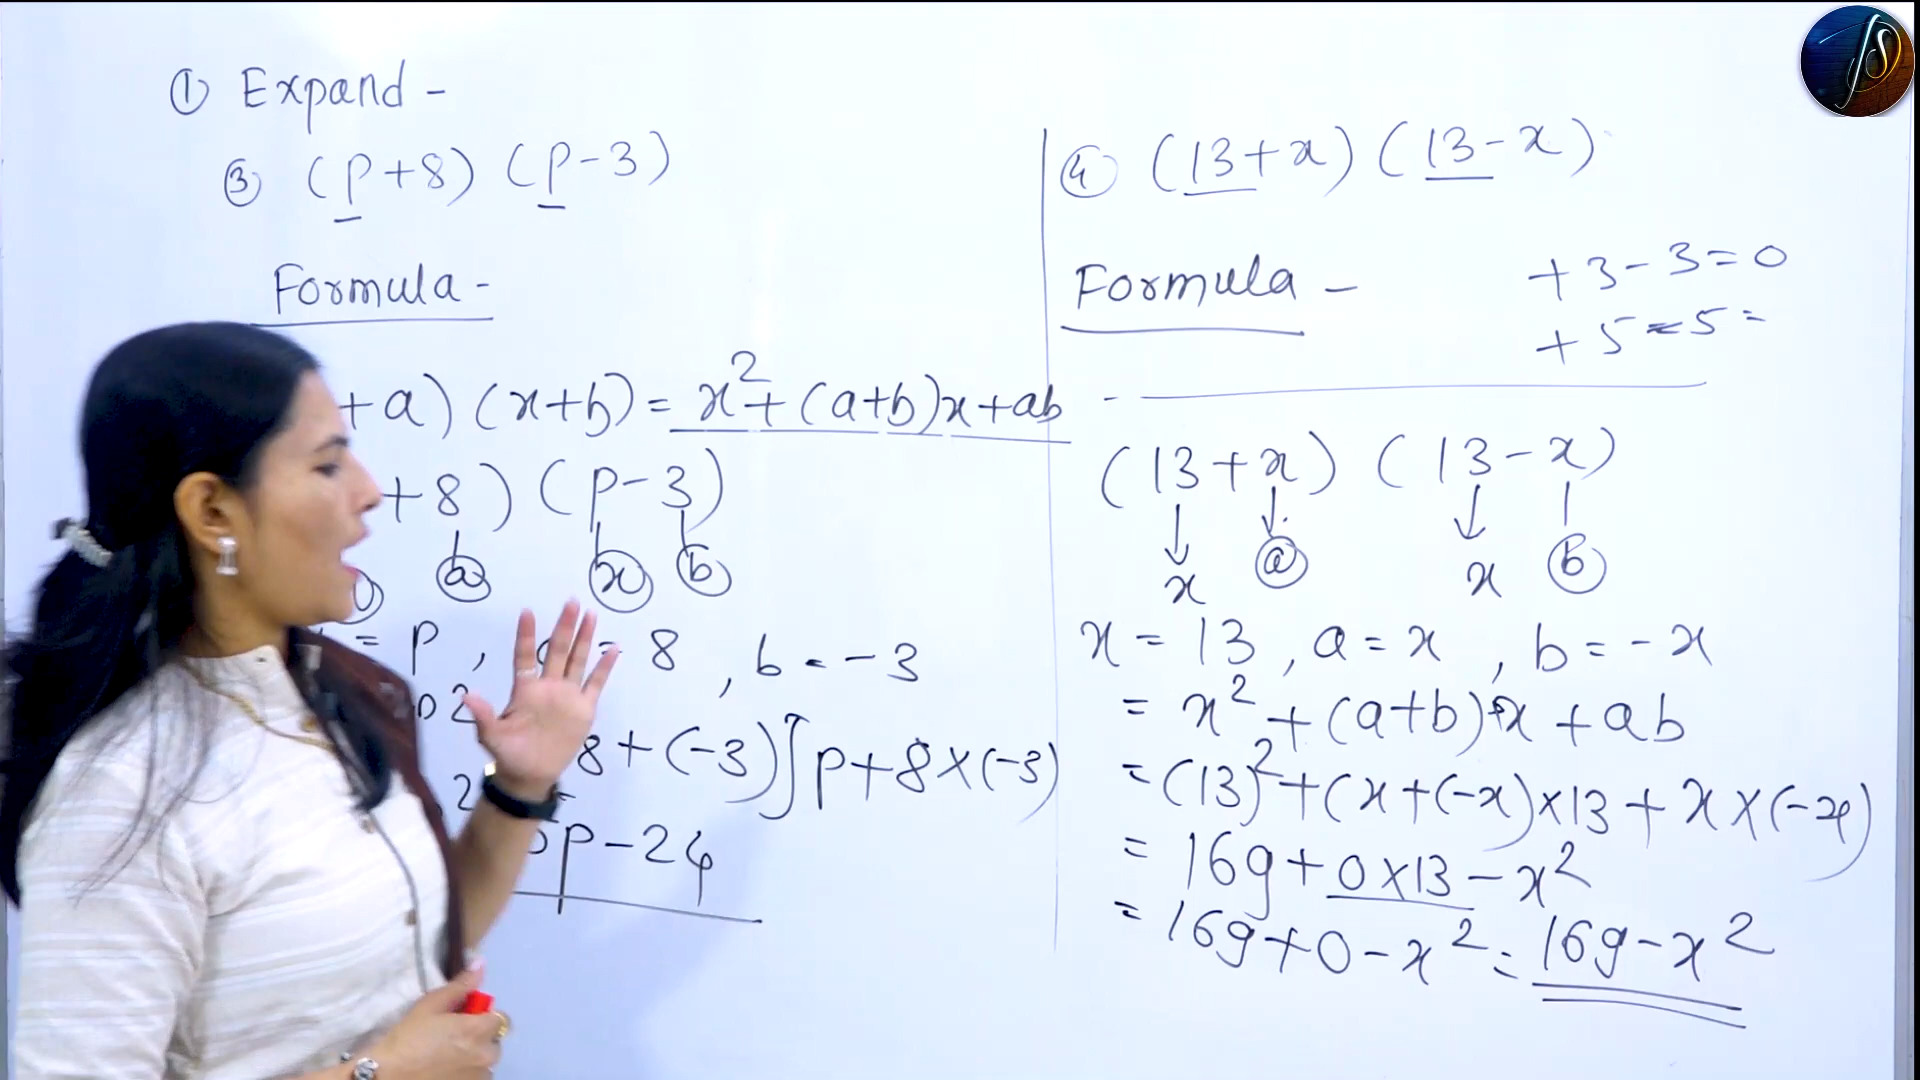 ① Expand -
③ (p+8) (p-3)
Formula -
+a) (x+b) = x²+(a+b)x+ab
+8) (p-3)
a x b
= p, = 8, b = -3
8+(-3)]p+8×(-3)
p-24
④ (13+x) (13-x)
Formula -
+3-3=0
+5-5=
(13+x) (13-x)
x a x b
x = 13, a = x, b = -x
= x²+(a+b)x+ab
= (13)²+(x+(-x)×13+x×(-x)
= 169+0×13-x²
= 169+0-x² = 169-x²